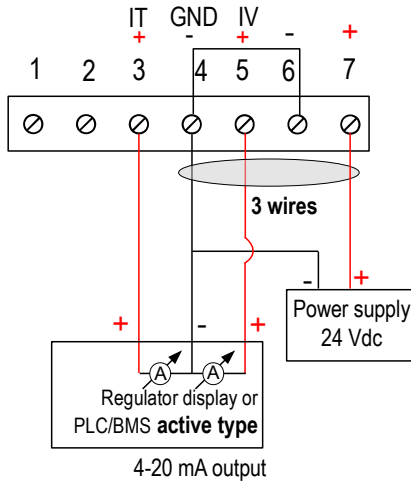 IT GND IV
+ - + - +
1 2 3 4 5 6 7
3 wires
- +
+ - +
Power supply
24 Vdc
A A
Regulator display or
PLC/BMS active type
4-20 mA output